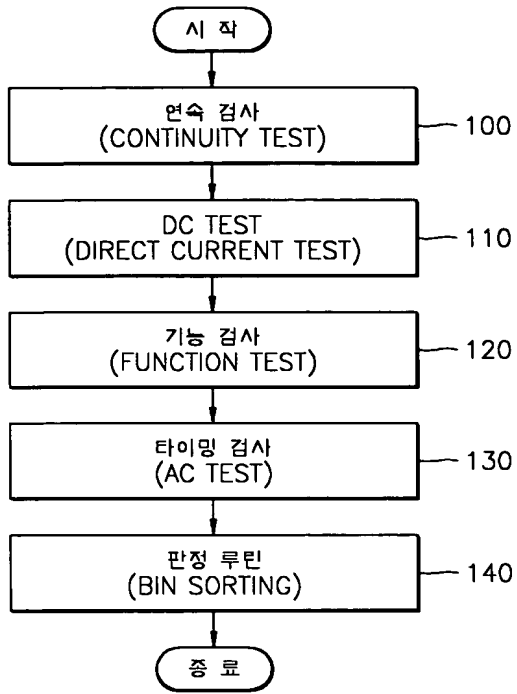 시 작
연속 검사
(CONTINUITY TEST)
100
DC TEST
(DIRECT CURRENT TEST)
110
기능 검사
(FUNCTION TEST)
120
타이밍 검사
(AC TEST)
130
판정 루린
(BIN SORTING)
140
종 료